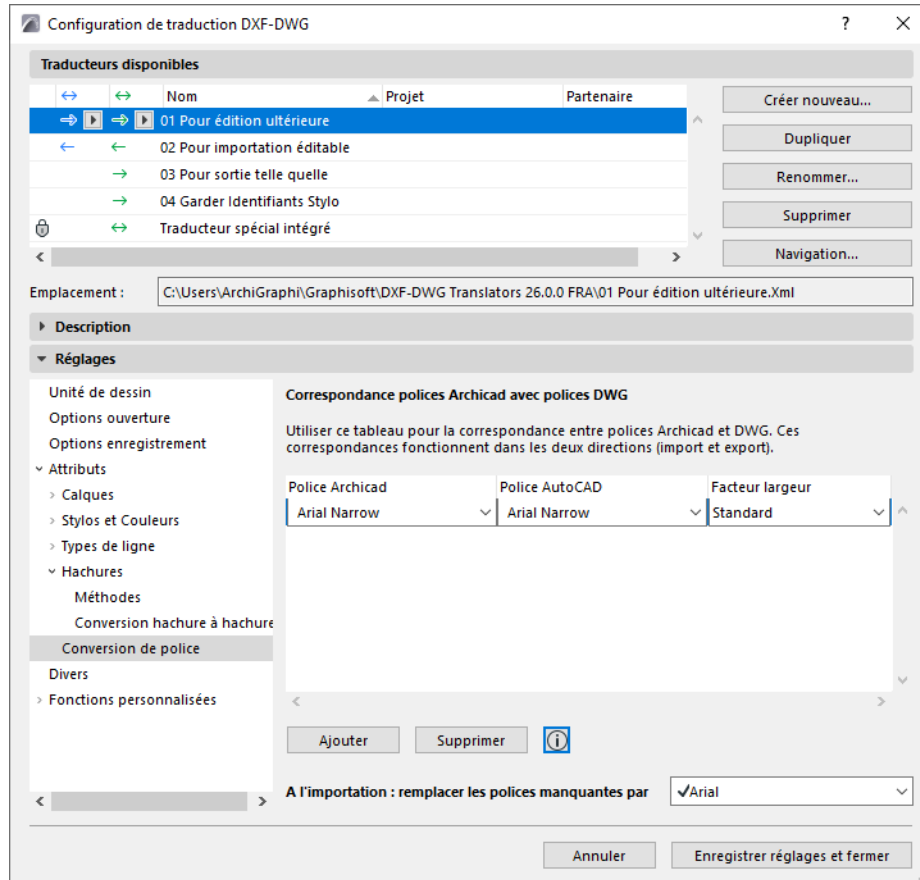 Configuration de traduction DXF-DWG
Traducteurs disponibles
Nom Projet Partenaire
01 Pour édition ultérieure
02 Pour importation éditable
03 Pour sortie telle quelle
04 Garder Identifiants Stylo
Traducteur spécial intégré
Créer nouveau...
Dupliquer
Renommer...
Supprimer
Navigation...
Emplacement : C:\Users\ArchiGraphi\Graphisoft\DXF-DWG Translators 26.0.0 FRA\01 Pour édition ultérieure.Xml
Description
Réglages
Unité de dessin
Options ouverture
Options enregistrement
Attributs
Calques
Stylos et Couleurs
Types de ligne
Hachures
Méthodes
Conversion hachure à hachure
Conversion de police
Divers
Fonctions personnalisées
Correspondance polices Archicad avec polices DWG
Utiliser ce tableau pour la correspondance entre polices Archicad et DWG. Ces
correspondances fonctionnent dans les deux directions (import et export).
Police Archicad Police AutoCAD Facteur largeur
Arial Narrow Arial Narrow Standard
Ajouter Supprimer
A l'importation : remplacer les polices manquantes par Arial
Annuler Enregistrer réglages et fermer